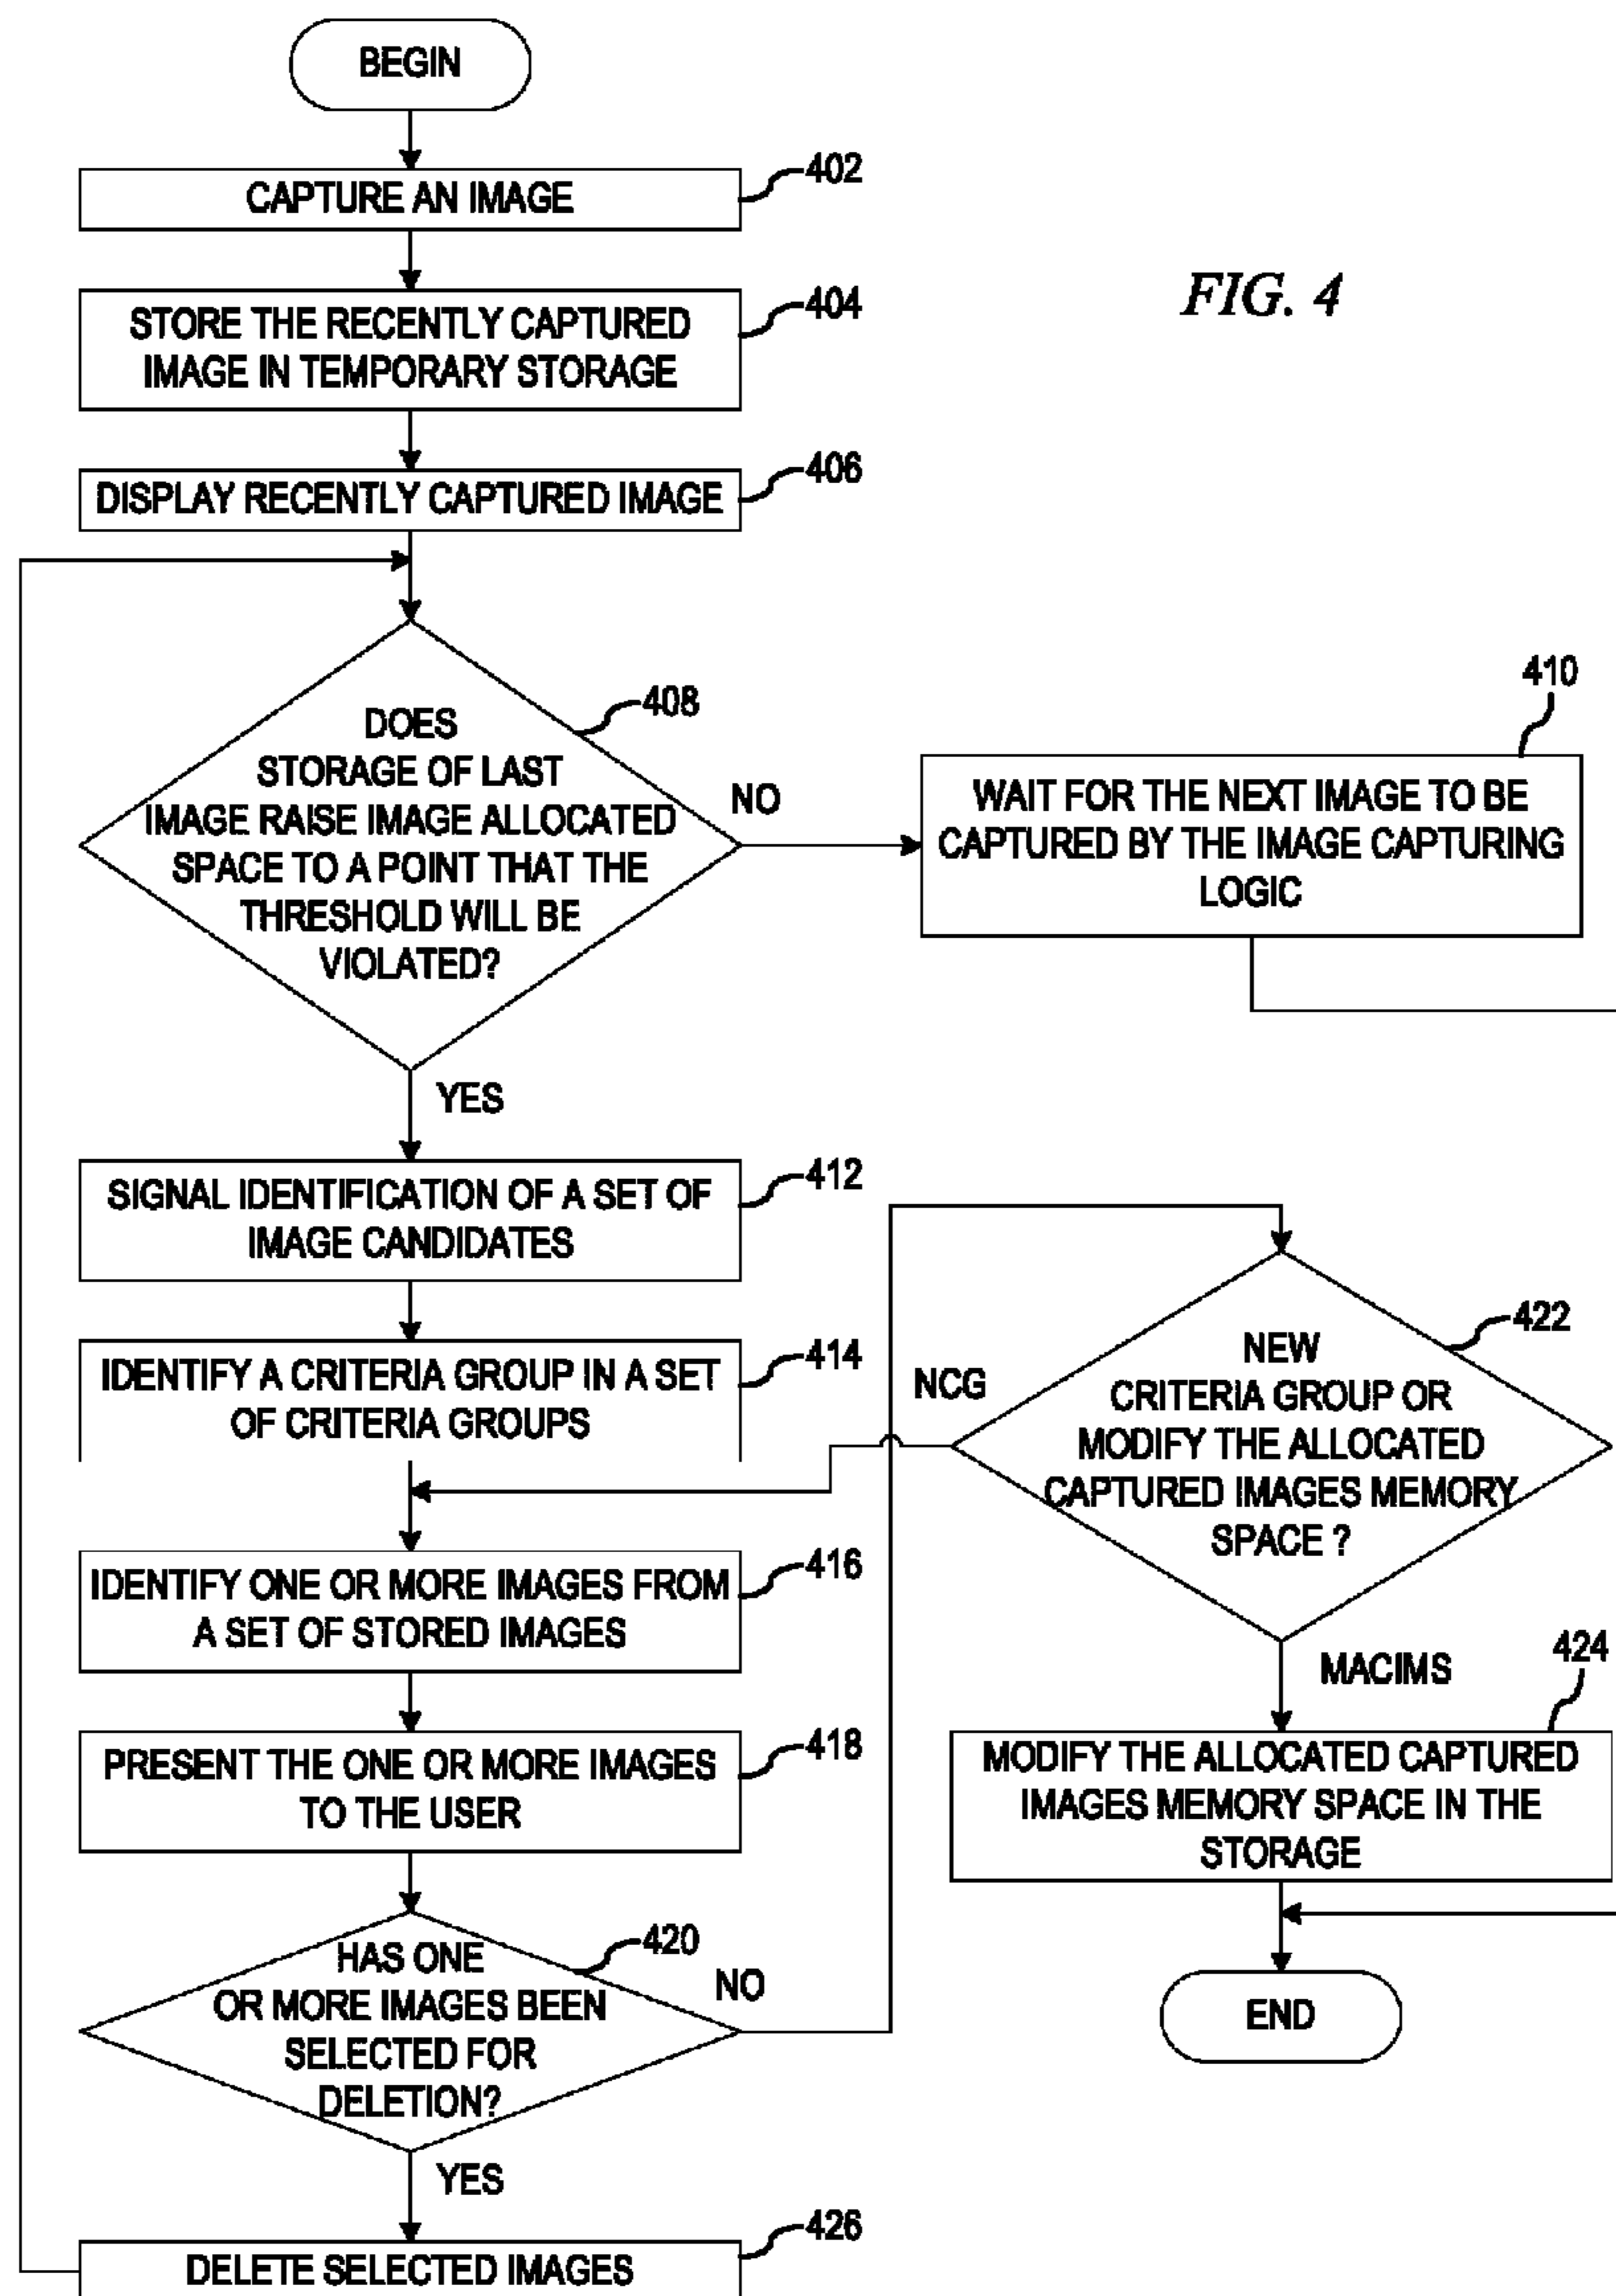 BEGIN
CAPTURE AN IMAGE
402
STORE THE RECENTLY CAPTURED
IMAGE IN TEMPORARY STORAGE
404
FIG. 4
DISPLAY RECENTLY CAPTURED IMAGE
406
DOES
STORAGE OF LAST
IMAGE RAISE IMAGE ALLOCATED
SPACE TO A POINT THAT THE
THRESHOLD WILL BE
VIOLATED?
408
NO
410
WAIT FOR THE NEXT IMAGE TO BE
CAPTURED BY THE IMAGE CAPTURING
LOGIC
YES
SIGNAL IDENTIFICATION OF A SET OF
IMAGE CANDIDATES
412
IDENTIFY A CRITERIA GROUP IN A SET
OF CRITERIA GROUPS
414
NCG
NEW
CRITERIA GROUP OR
MODIFY THE ALLOCATED
CAPTURED IMAGES MEMORY
SPACE ?
422
IDENTIFY ONE OR MORE IMAGES FROM
A SET OF STORED IMAGES
416
MACIMS
424
PRESENT THE ONE OR MORE IMAGES
TO THE USER
418
MODIFY THE ALLOCATED CAPTURED
IMAGES MEMORY SPACE IN THE
STORAGE
HAS ONE
OR MORE IMAGES BEEN
SELECTED FOR
DELETION?
420
NO
END
YES
DELETE SELECTED IMAGES
426